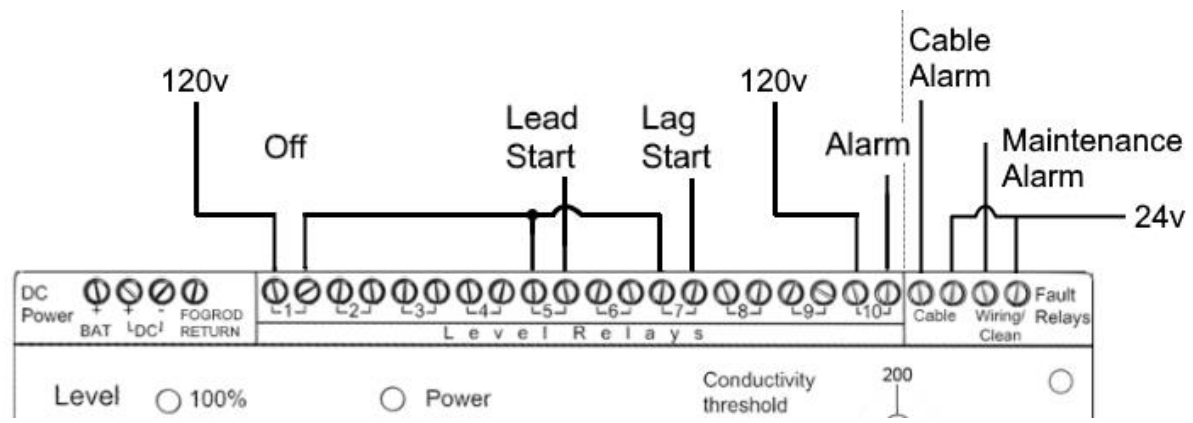 Cable
Alarm
120v
120v
Off
Lead
Start
Lag
Start
Alarm
Maintenance
Alarm
24v
DC
Power
+
BAT
+ -
DC
FOGROD
RETURN
1 2 3 4 5 6 7 8 9 10
Level Relays
Cable
Wiring/
Clean
Fault
Relays
Level
100%
Power
Conductivity
threshold
200